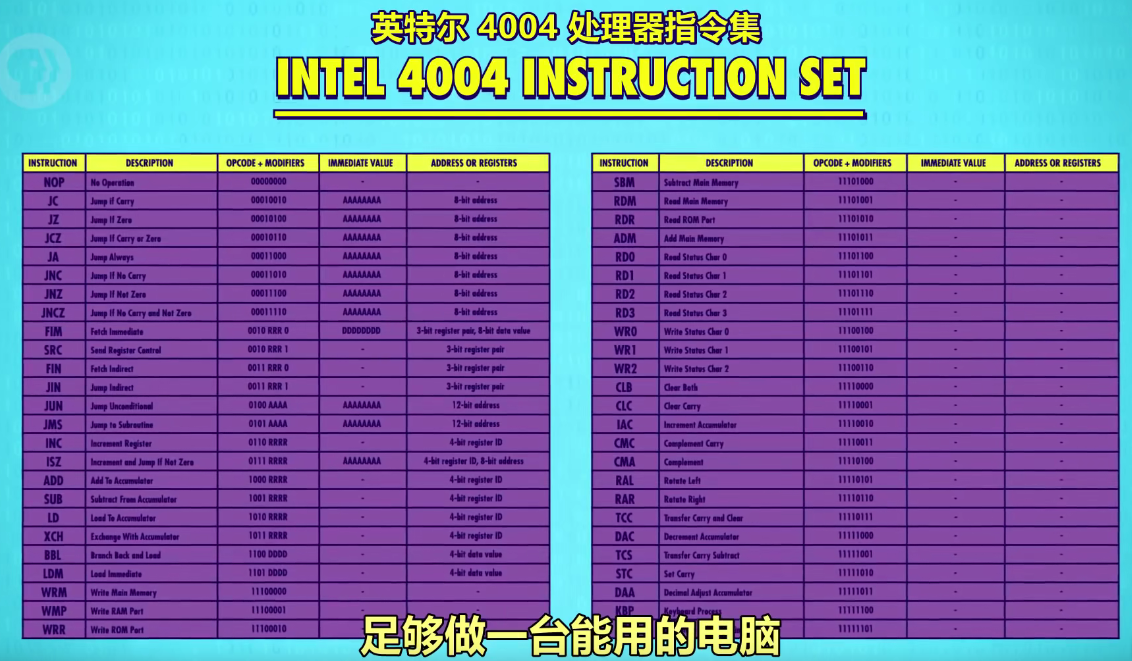 英特尔 4004 处理器指令集
INTEL 4004 INSTRUCTION SET
INSTRUCTION DESCRIPTION OPCODE + MODIFIERS IMMEDIATE VALUE ADDRESS OR REGISTERS
NOP No Operation 00000000 - -
JC Jump if Carry 00010010 AAAAAAAA 8-bit address
JZ Jump If Zero 00010100 AAAAAAAA 8-bit address
JCZ Jump If Carry or Zero 00010110 AAAAAAAA 8-bit address
JA Jump Always 00011000 AAAAAAAA 8-bit address
JNC Jump If No Carry 00011010 AAAAAAAA 8-bit address
JNZ Jump If Not Zero 00011100 AAAAAAAA 8-bit address
JNCZ Jump If No Carry and Not Zero 00011110 AAAAAAAA 8-bit address
FIM Fetch Immediate 0010 RRR 0 DDDDDDDD 3-bit register pair, 8-bit data value
SRC Send Register Control 0010 RRR 1 - 3-bit register pair
FIN Fetch Indirect 0011 RRR 0 - 3-bit register pair
JIN Jump Indirect 0011 RRR 1 - 3-bit register pair
JUN Jump Unconditional 0100 AAAA AAAAAAAA 12-bit address
JMS Jump to Subroutine 0101 AAAA AAAAAAAA 12-bit address
INC Increment Register 0110 RRRR - 4-bit register ID
ISZ Increment and Jump If Not Zero 0111 RRRR AAAAAAAA 4-bit register ID, 8-bit address
ADD Add To Accumulator 1000 RRRR - 4-bit register ID
SUB Subtract From Accumulator 1001 RRRR - 4-bit register ID
LD Load To Accumulator 1010 RRRR - 4-bit register ID
XCH Exchange With Accumulator 1011 RRRR - 4-bit register ID
BBL Branch Back and Load 1100 DDDD - 4-bit data value
LDM Load Immediate 1101 DDDD - 4-bit data value
WRM Write Main Memory 11100000 - -
WMP Write RAM Port 11100001 -
WRR Write ROM Port 11100010
INSTRUCTION DESCRIPTION OPCODE + MODIFIERS IMMEDIATE VALUE ADDRESS OR REGISTERS
SBM Subtract Main Memory 11101000 - -
RDM Read Main Memory 11101001 - -
RDR Read ROM Port 11101010 - -
ADM Add Main Memory 11101011 - -
RD0 Read Status Char 0 11101100 - -
RD1 Read Status Char 1 11101101 - -
RD2 Read Status Char 2 11101110 - -
RD3 Read Status Char 3 11101111 - -
WR0 Write Status Char 0 11100100 - -
WR1 Write Status Char 1 11100101 - -
WR2 Write Status Char 2 11100110 - -
CLB Clear Both 11110000 - -
CLC Clear Carry 11110001 - -
IAC Increment Accumulator 11110010 - -
CMC Complement Carry 11110011 - -
CMA Complement 11110100 - -
RAL Rotate Left 11110101 - -
RAR Rotate Right 11110110 - -
TCC Transfer Carry and Clear 11110111 - -
DAC Decrement Accumulator 11111000 - -
TCS Transfer Carry Subtract 11111001 - -
STC Set Carry 11111010 - -
DAA Decimal Adjust Accumulator 11111011 - -
KBP Keyboard Process 11111100 - -
11111101 - -
足够做一台能用的电脑